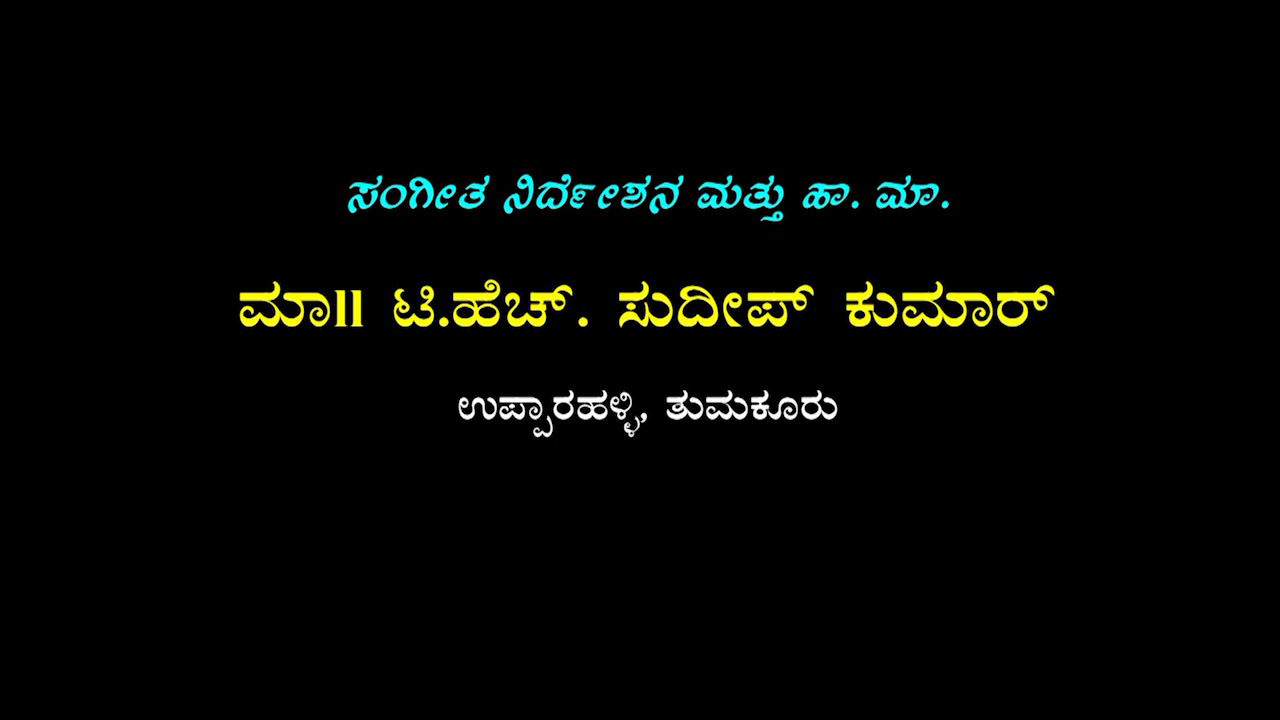 ಸಂಗೀತ ನಿರ್ದೇಶನ ಮತ್ತು ಹಾ. ಮಾ.
ಮಾ॥ ಟಿ.ಹೆಚ್. ಸುದೀಪ್ ಕುಮಾರ್
ಉಪ್ಪಾರಹಳ್ಳಿ, ತುಮಕೂರು